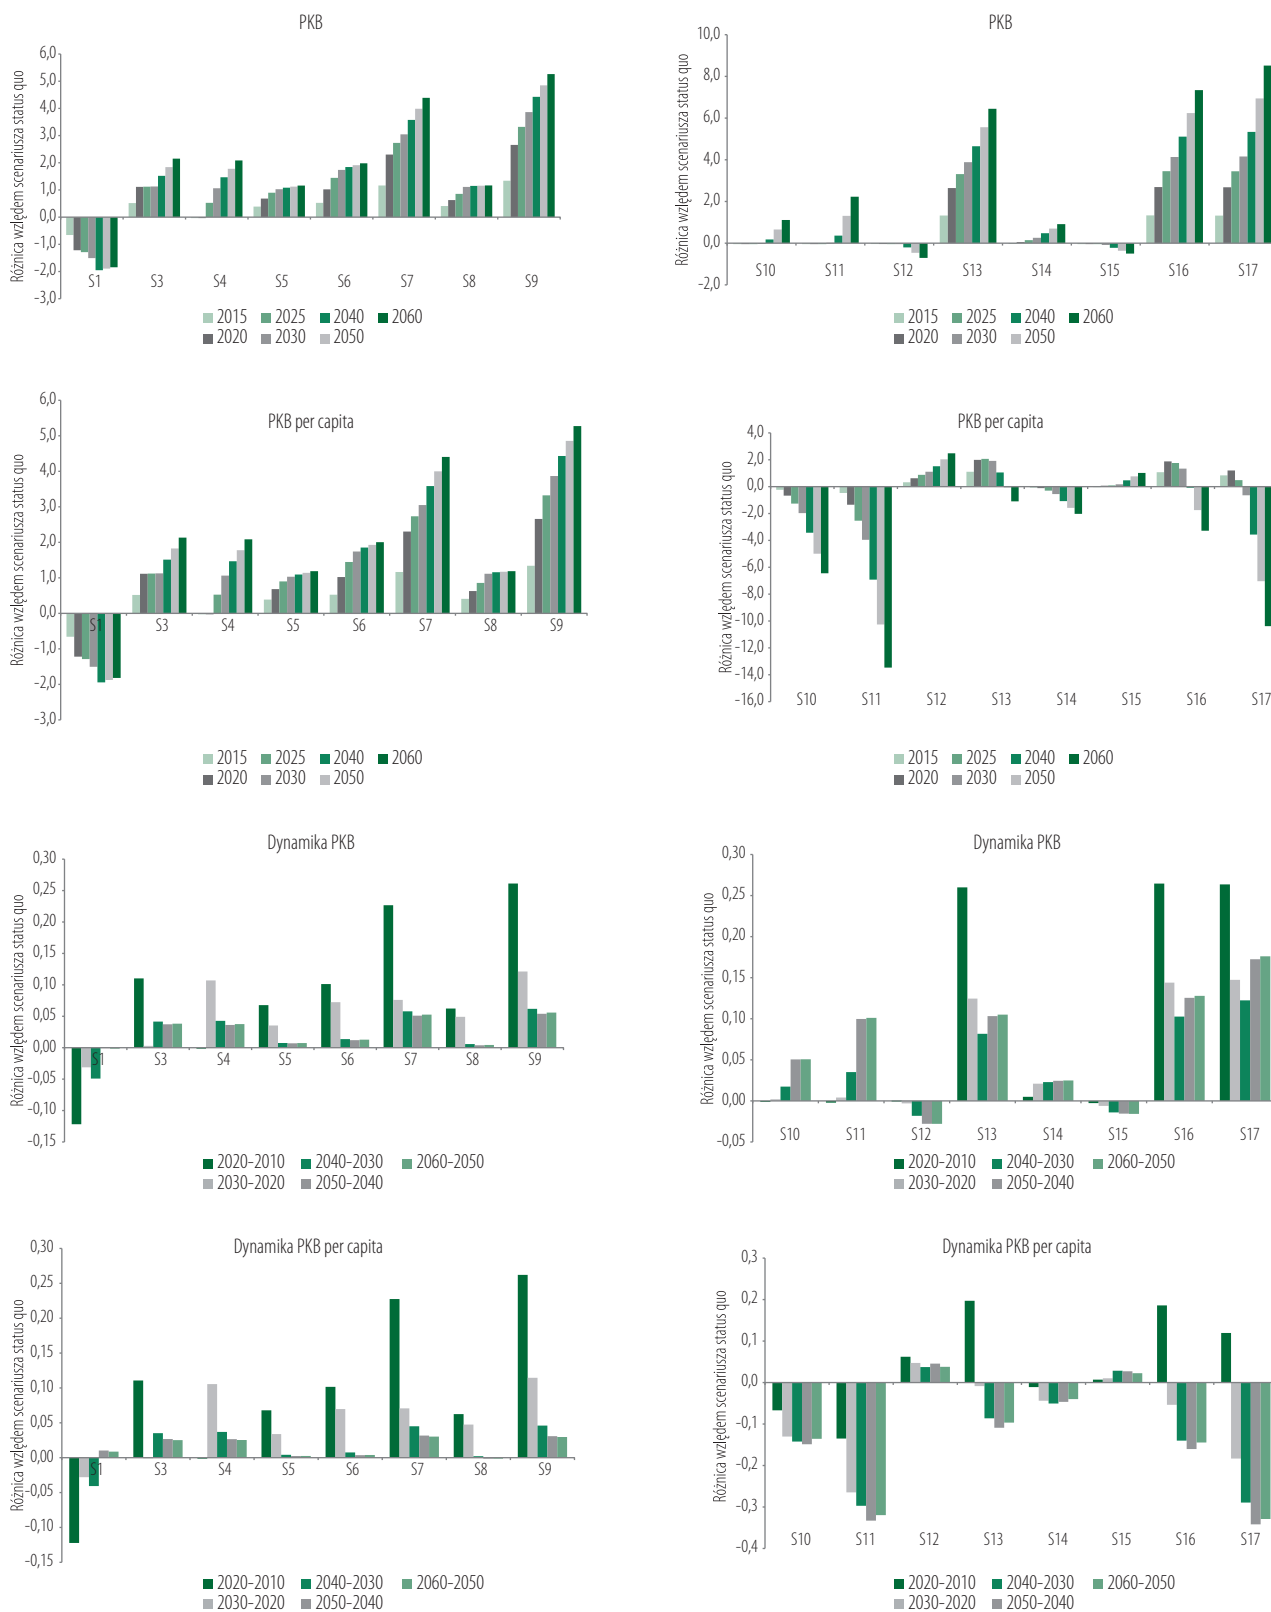 PKB
Różnica wzlędem scenariusza status quo
6,0
5,0
4,0
3,0
2,0
1,0
0,0
-1,0
-2,0
-3,0
S1 S3 S4 S5 S6 S7 S8 S9
2015 2025 2040 2060
2020 2030 2050
PKB
Różnica wzlędem scenariusza status quo
10,0
8,0
6,0
4,0
2,0
0,0
-2,0
S10 S11 S12 S13 S14 S15 S16 S17
2015 2025 2040 2060
2020 2030 2050
PKB per capita
Różnica wzlędem scenariusza status quo
6,0
5,0
4,0
3,0
2,0
1,0
0,0
-1,0
-2,0
-3,0
S1 S3 S4 S5 S6 S7 S8 S9
2015 2025 2040 2060
2020 2030 2050
PKB per capita
Różnica wzlędem scenariusza status quo
4,0
2,0
0,0
-2,0
-4,0
-6,0
-8,0
-10,0
-12,0
-14,0
-16,0
S10 S11 S12 S13 S14 S15 S16 S17
2015 2025 2040 2060
2020 2030 2050
Dynamika PKB
Różnica wzlędem scenariusza status quo
0,30
0,25
0,20
0,15
0,10
0,05
0,00
-0,05
-0,10
-0,15
S1 S3 S4 S5 S6 S7 S8 S9
2020-2010 2040-2030 2060-2050
2030-2020 2050-2040
Dynamika PKB
Różnica wzlędem scenariusza status quo
0,30
0,25
0,20
0,15
0,10
0,05
0,00
-0,05
S10 S11 S12 S13 S14 S15 S16 S17
2020-2010 2040-2030 2060-2050
2030-2020 2050-2040
Dynamika PKB per capita
Różnica wzlędem scenariusza status quo
0,30
0,25
0,20
0,15
0,10
0,05
0,00
-0,05
-0,10
-0,15
S1 S3 S4 S5 S6 S7 S8 S9
2020-2010 2040-2030 2060-2050
2030-2020 2050-2040
Dynamika PKB per capita
Różnica wzlędem scenariusza status quo
0,3
0,2
0,1
0,0
-0,1
-0,2
-0,3
-0,4
S10 S11 S12 S13 S14 S15 S16 S17
2020-2010 2040-2030 2060-2050
2030-2020 2050-2040